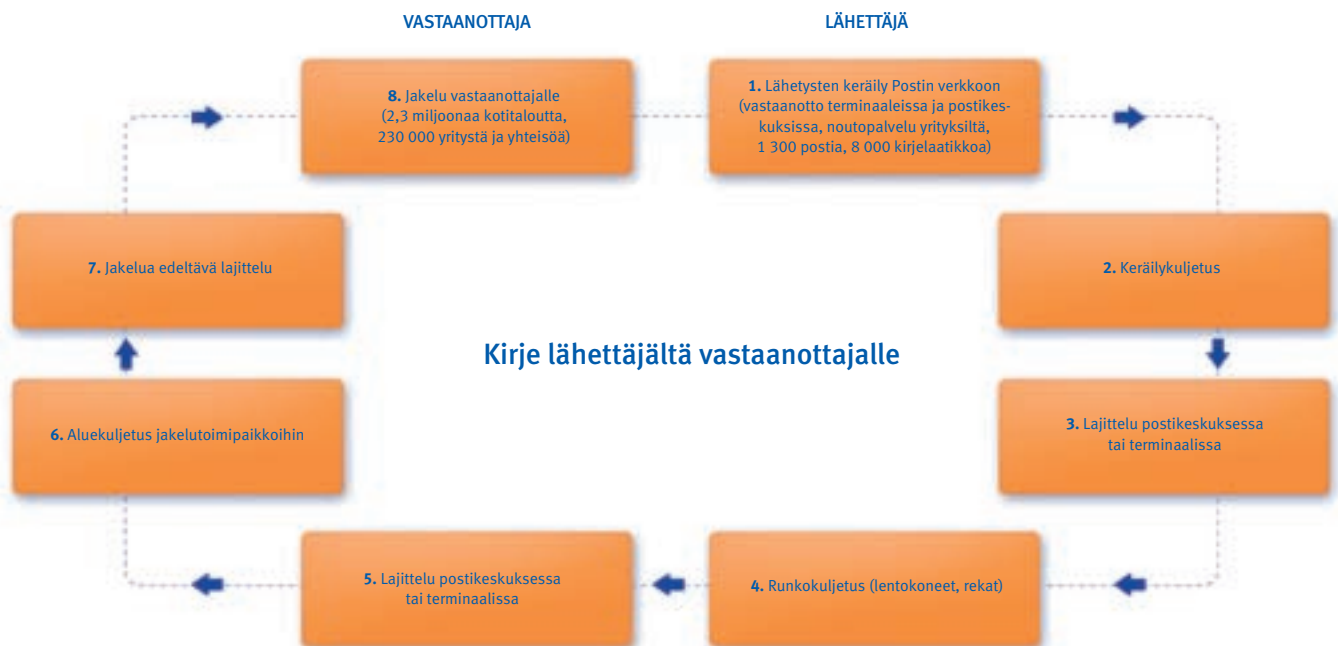 VASTAANOTTAJA
LÄHETTÄJÄ
8. Jakelu vastaanottajalle
(2,3 miljoonaa kotitaloutta,
230 000 yritystä ja yhteisöä)
1. Lähetysten keräily Postin verkkoon
(vastaanotto terminaaleissa ja postikes-
kuksissa, noutopalvelu yrityksiltä,
1 300 postia, 8 000 kirjelaatikkoa)
7. Jakelua edeltävä lajittelu
2. Keräilykuljetus
Kirje lähettäjältä vastaanottajalle
6. Aluekuljetus jakelutoimipaikkoihin
3. Lajittelu postikeskuksessa
tai terminaalissa
5. Lajittelu postikeskuksessa
tai terminaalissa
4. Runkokuljetus (lentokoneet, rekat)